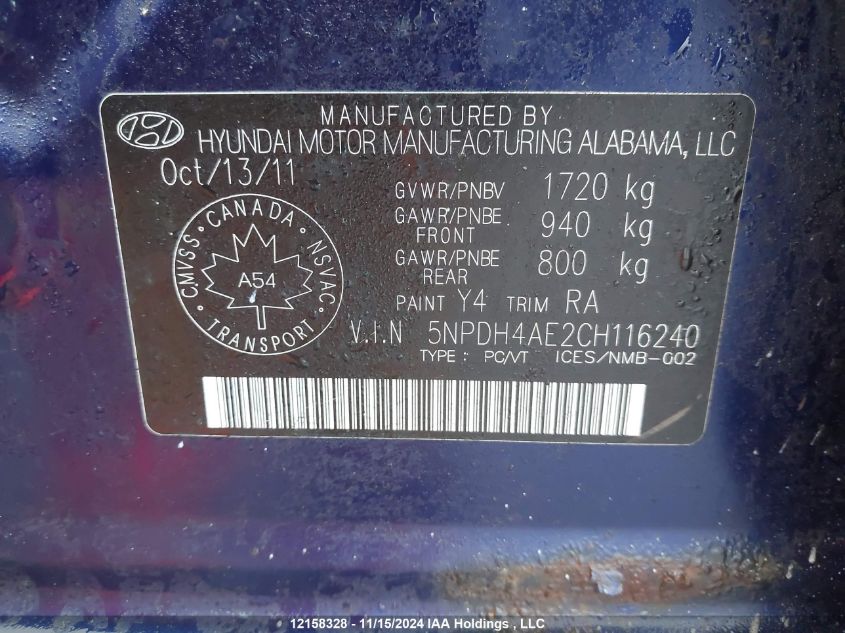 MANUFACTURED BY
HYUNDAI MOTOR MANUFACTURING ALABAMA, LLC
Oct/13/11
GVWR/PNBV 1720 kg
GAWR/PNBE FRONT 940 kg
GAWR/PNBE REAR 800 kg
PAINT Y4 TRIM RA
CMVSS CANADA NSVAC
A54
TRANSPORT
V.I.N 5NPDH4AE2CH116240
TYPE : PC/VT ICES/NMB-002
12158328 - 11/15/2024 IAA Holdings , LLC